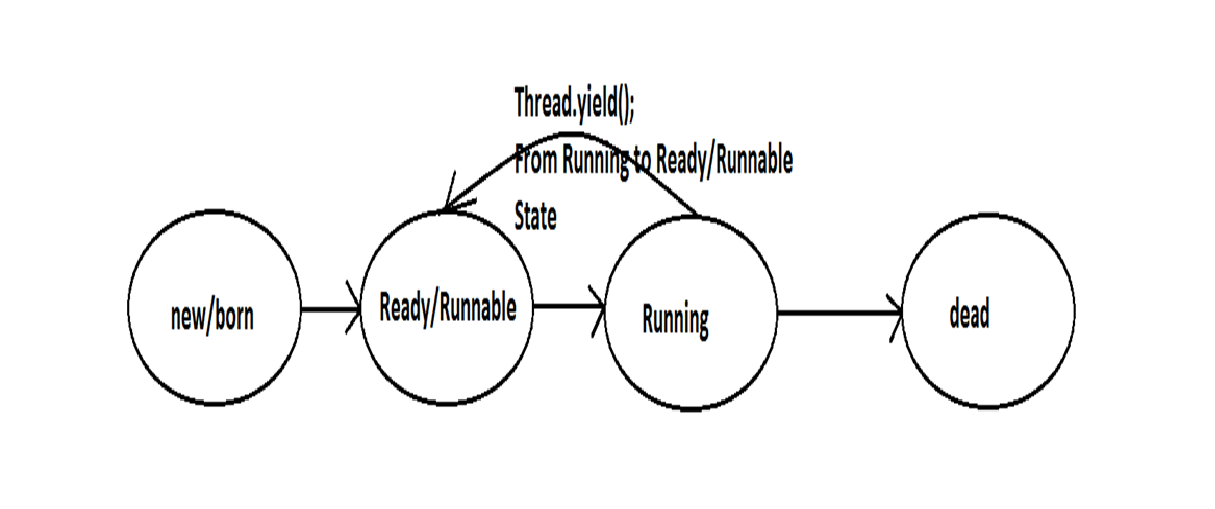 Thread.yield();
From Running to Ready/Runnable
State
new/born
Ready/Runnable
Running
dead